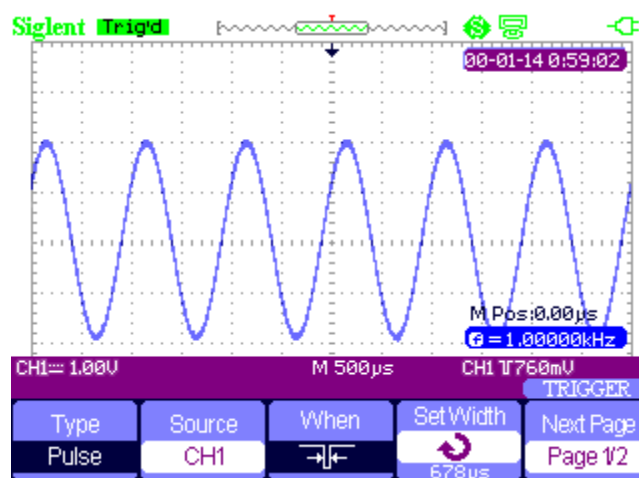 Siglent Trig'd
00-01-14 0:59:02
M Pos:0.00µs
f = 1.00000kHz
CH1 1.00V M 500µs CH1 760mV
TRIGGER
Type Source When Set Width Next Page
Pulse CH1 678µs Page 1/2